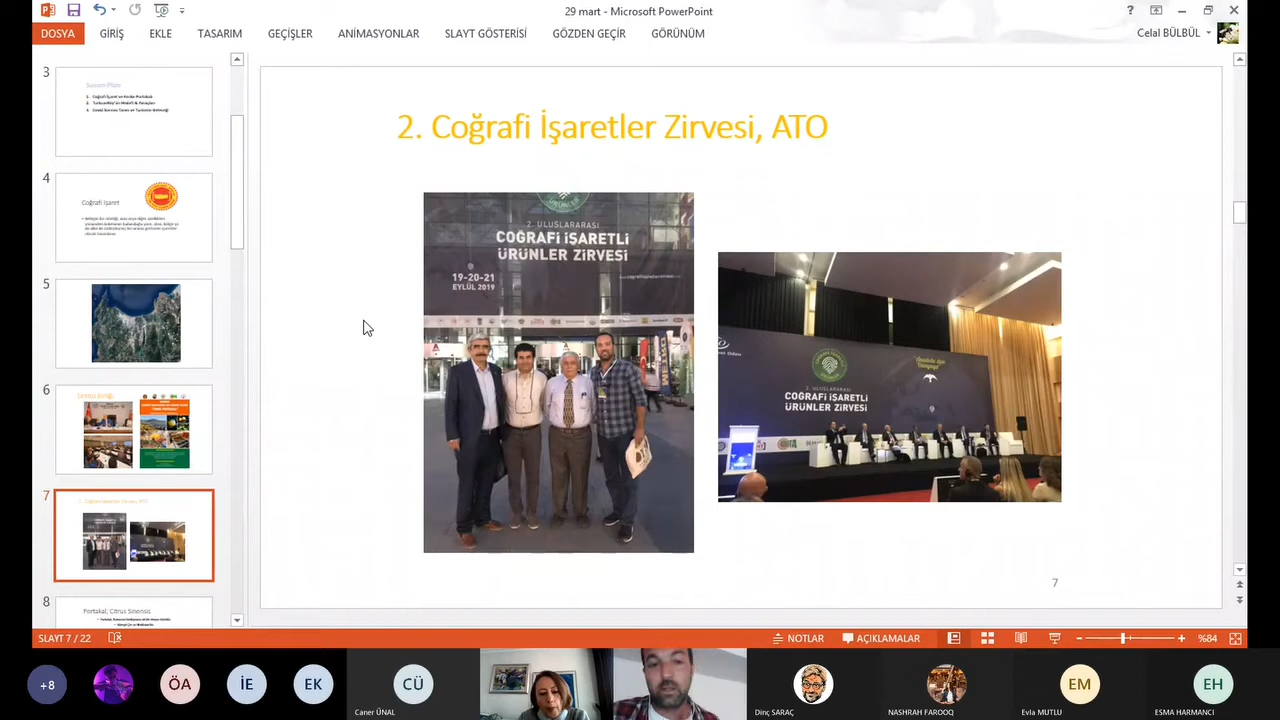 29 mart - Microsoft PowerPoint
DOSYA GİRİŞ EKLE TASARIM GEÇİŞLER ANİMASYONLAR SLAYT GÖSTERİSİ GÖZDEN GEÇİR GÖRÜNÜM
Celal BÜLBÜL
3
4
Coğrafi İşaret
5
6
7
8
Portakal, Citrus Sinensis
2. Coğrafi İşaretler Zirvesi, ATO
2. ULUSLARARASI
COĞRAFİ İŞARETLİ
ÜRÜNLER ZİRVESİ
19-20-21
EYLÜL 2019
2. ULUSLARARASI
COĞRAFİ İŞARETLİ
ÜRÜNLER ZİRVESİ
7
SLAYT 7 / 22
NOTLAR
AÇIKLAMALAR
%84
+8
ÖA
İE
EK
CÜ
Caner ÜNAL
Dinç SARAÇ
NASHRAH FAROOQ
EM
Evla MUTLU
EH
ESMA HARMANCI